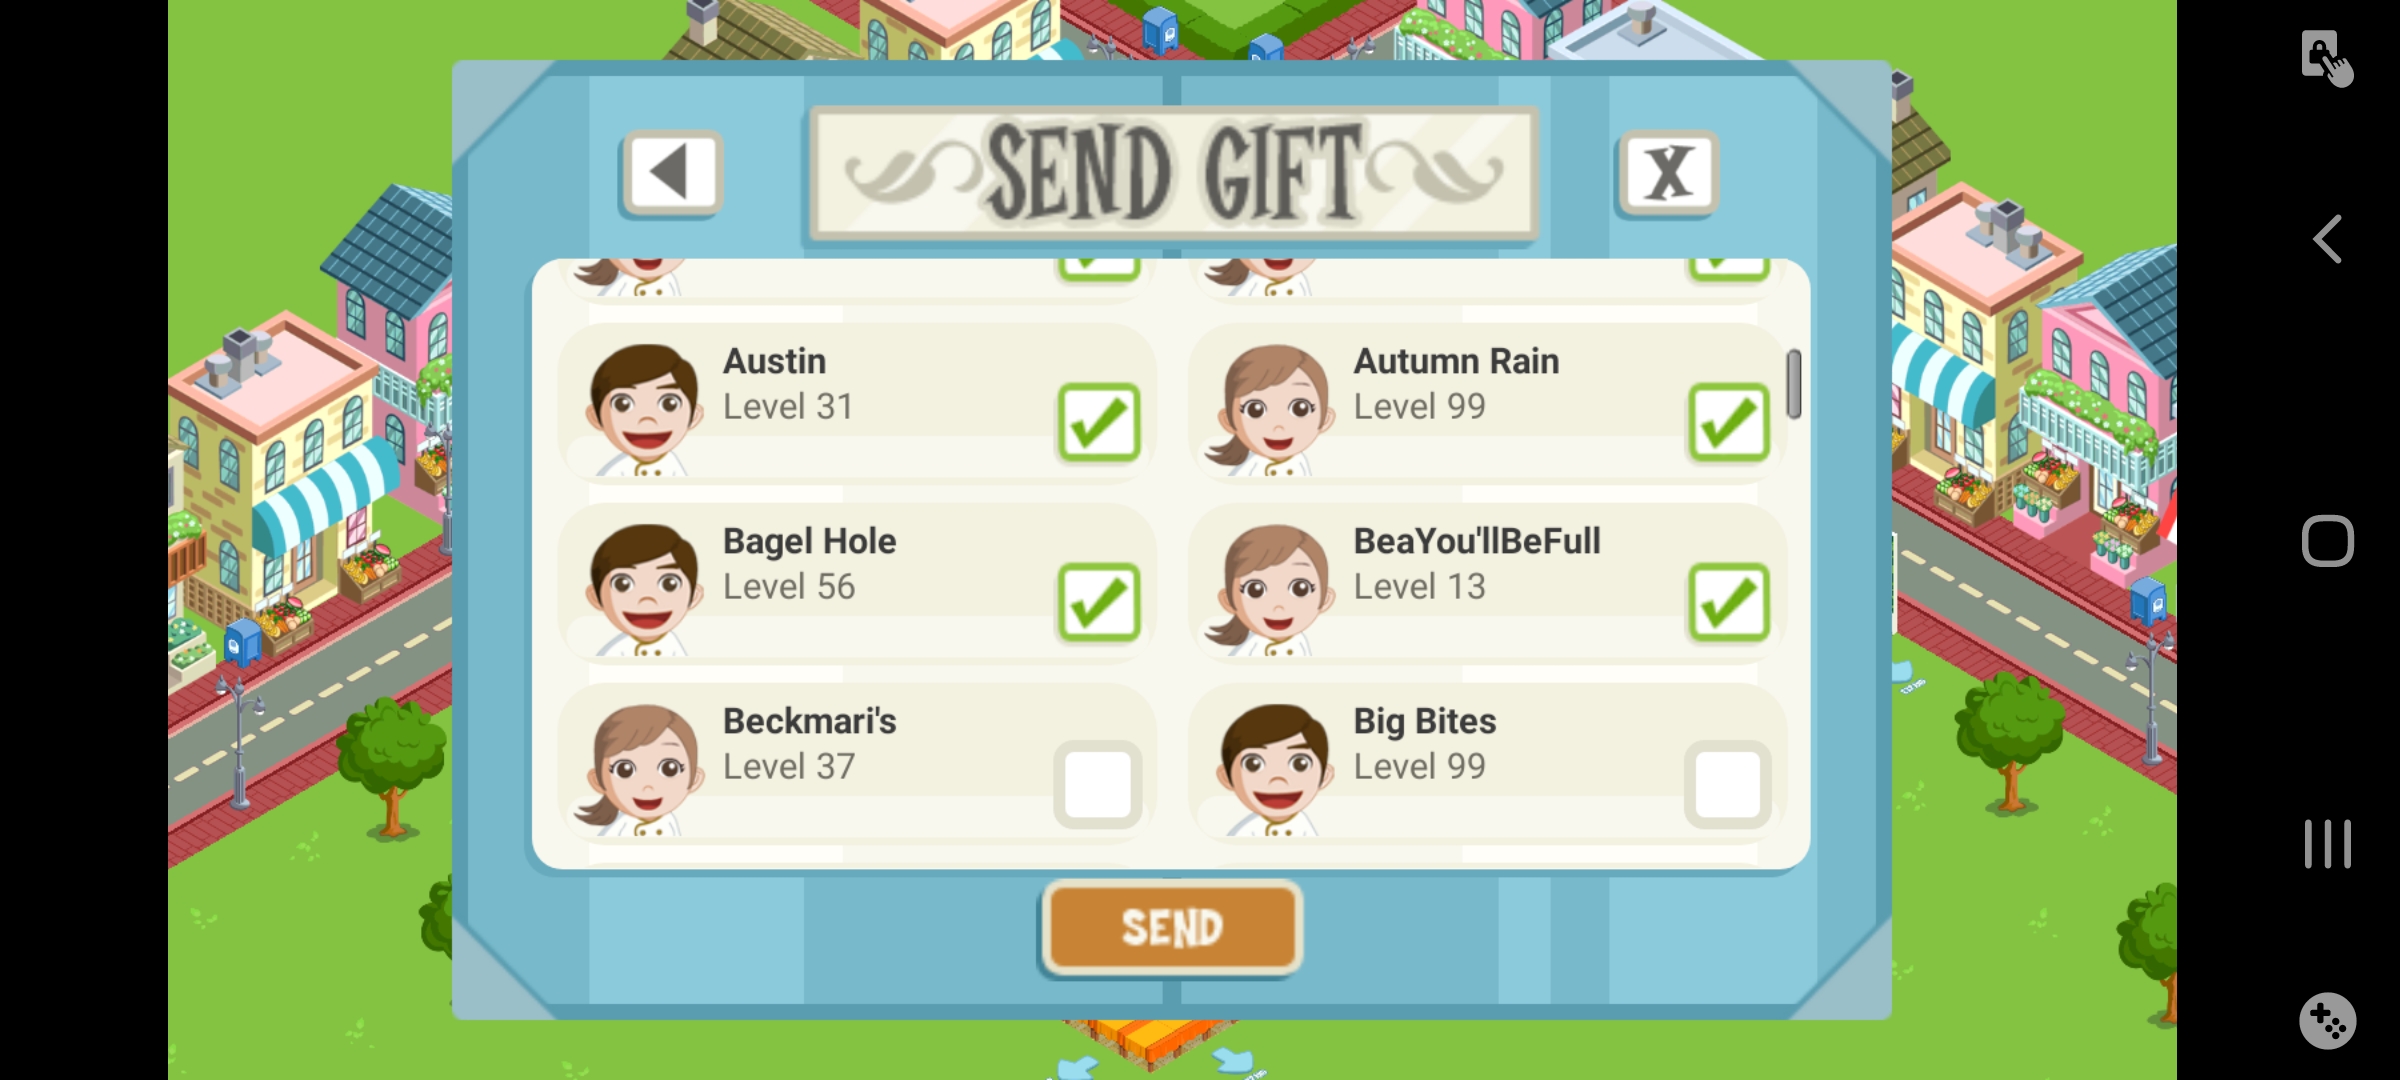 SEND GIFT
X
Austin
Level 31
Autumn Rain
Level 99
Bagel Hole
Level 56
BeaYou'llBeFull
Level 13
Beckmari's
Level 37
Big Bites
Level 99
SEND